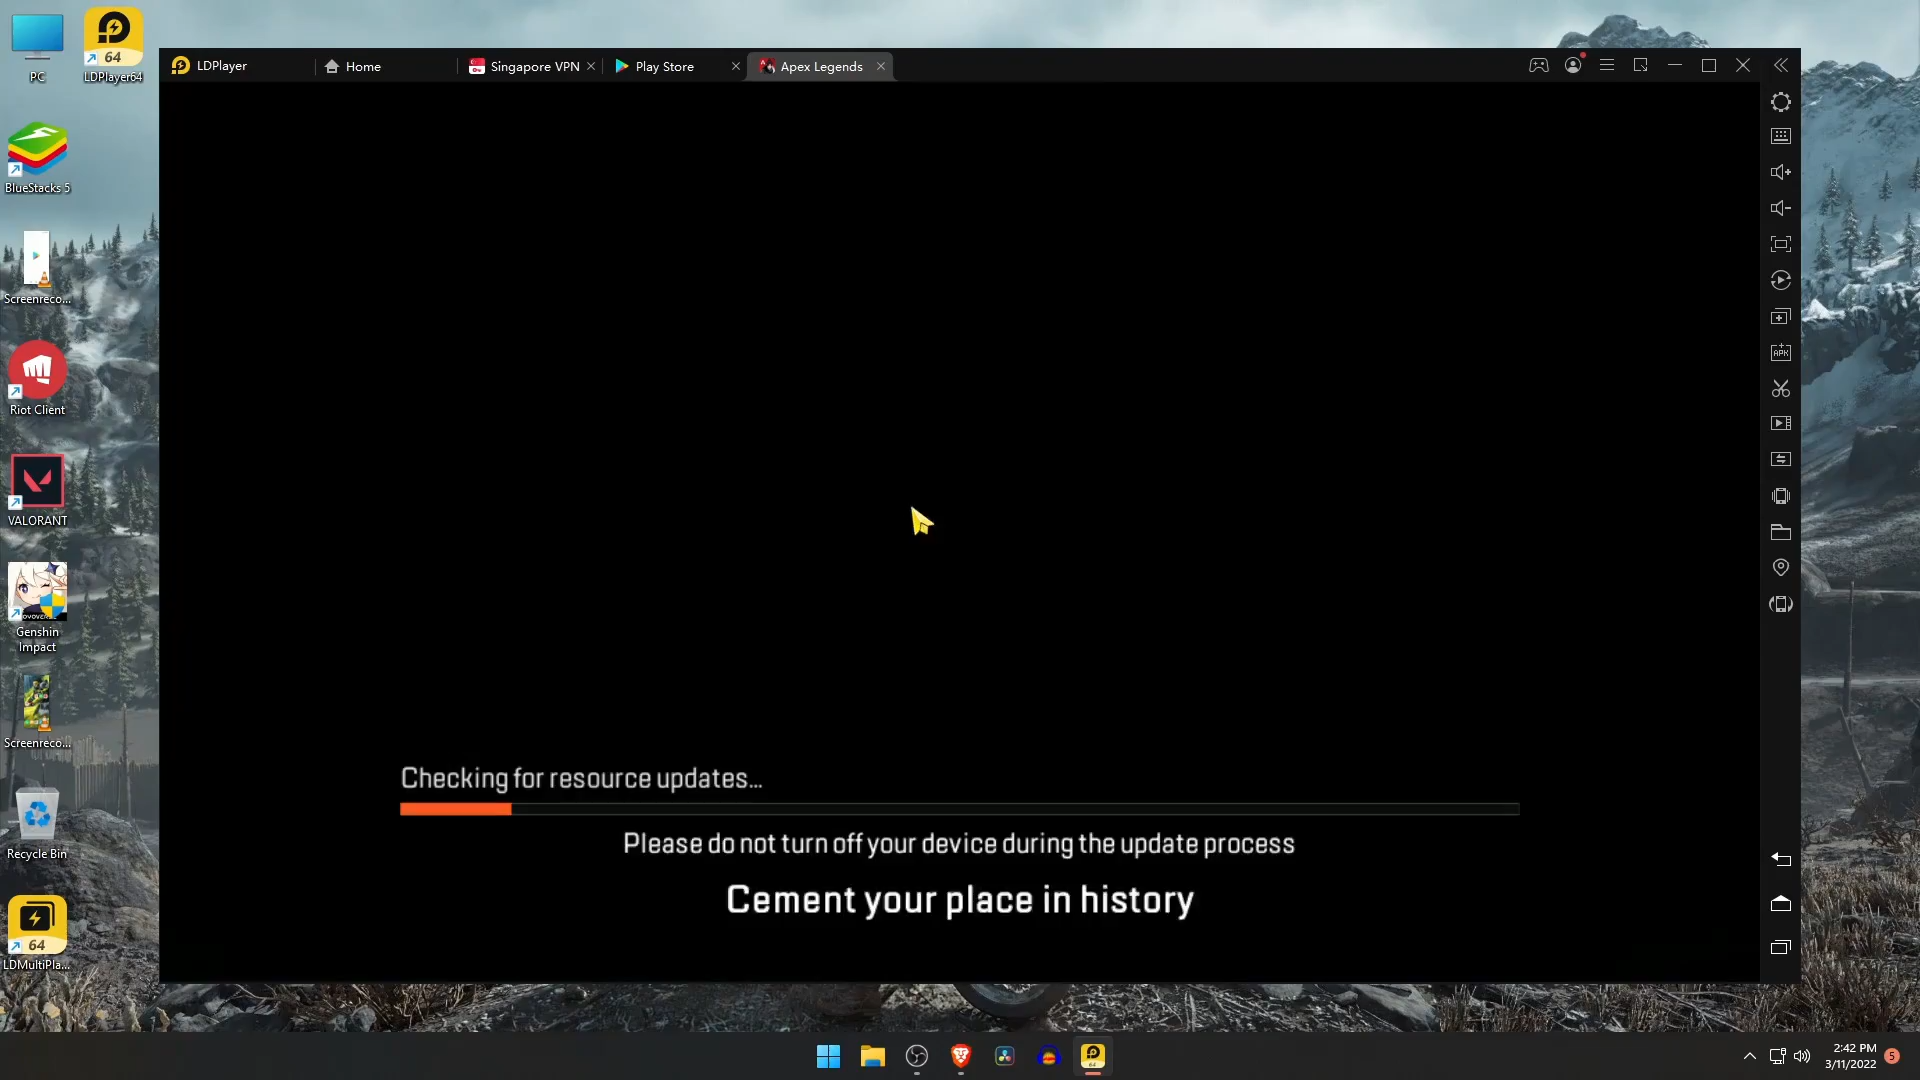 PC
64
LDPlayer64
BlueStacks 5
Screenreco...
Riot Client
VALORANT
Genshin
Impact
Screenreco...
Recycle Bin
64
LDMultiPla...
LDPlayer
Home
Singapore VPN
Play Store
Apex Legends
APK
Checking for resource updates...
Please do not turn off your device during the update process
Cement your place in history
64
2:42 PM
3/11/2022
5